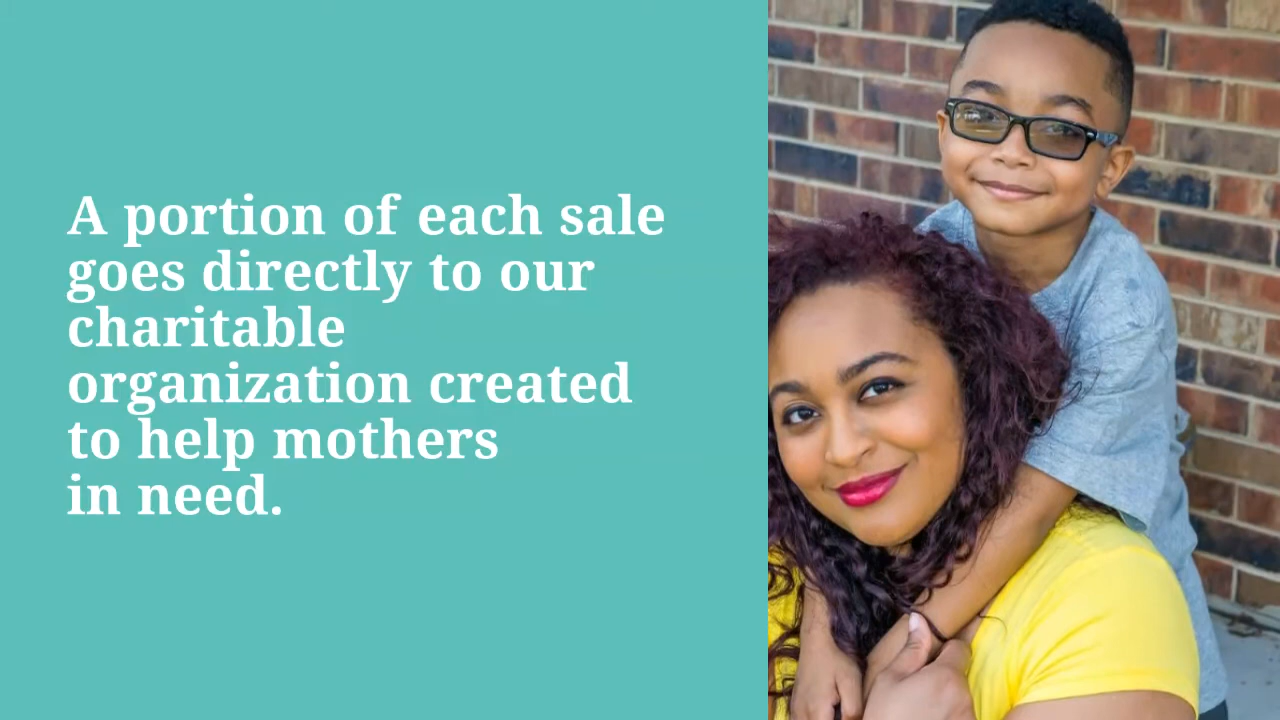 A portion of each sale
goes directly to our
charitable
organization created
to help mothers
in need.